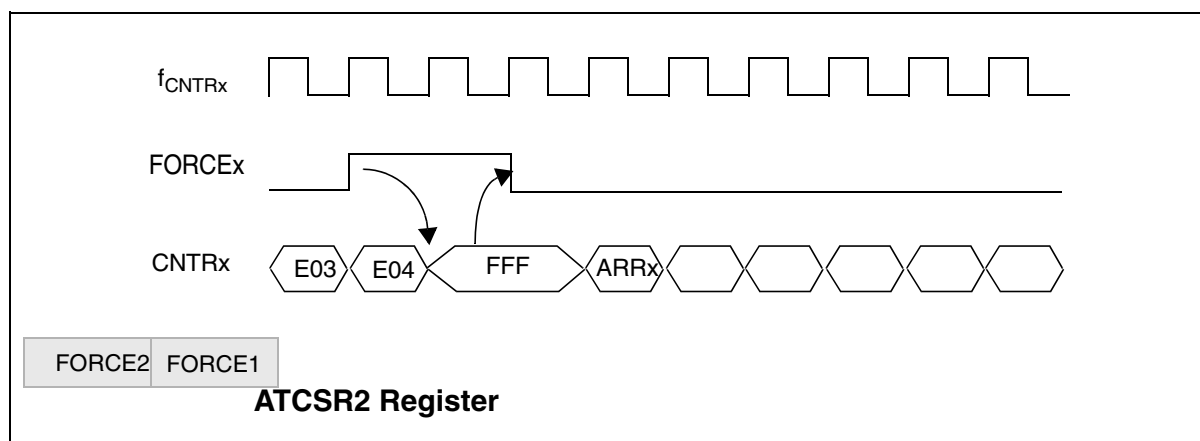 fCNTRx
FORCEx
CNTRx E03 E04 FFF ARRx
FORCE2 FORCE1
ATCSR2 Register